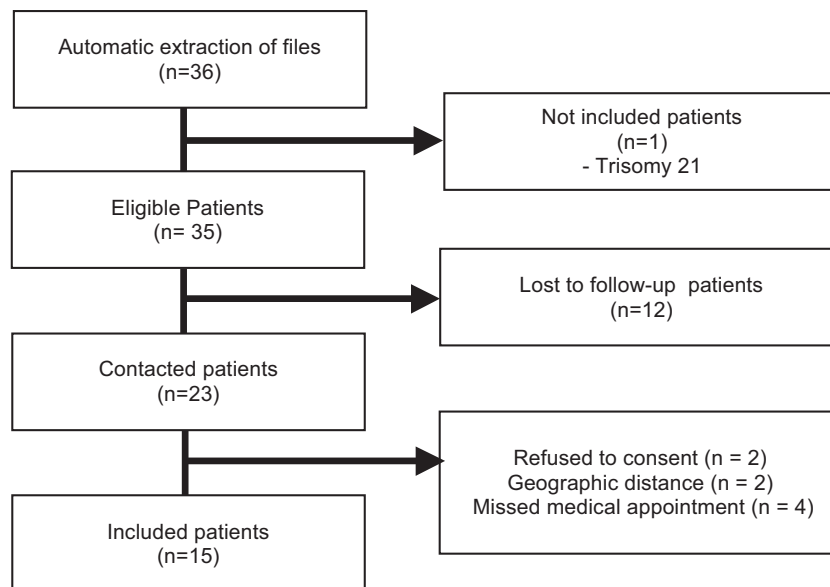 Automatic extraction of files
(n=36)
Not included patients
(n=1)
- Trisomy 21
Eligible Patients
(n= 35)
Lost to follow-up patients
(n=12)
Contacted patients
(n=23)
Refused to consent (n = 2)
Geographic distance (n = 2)
Missed medical appointment (n = 4)
Included patients
(n=15)